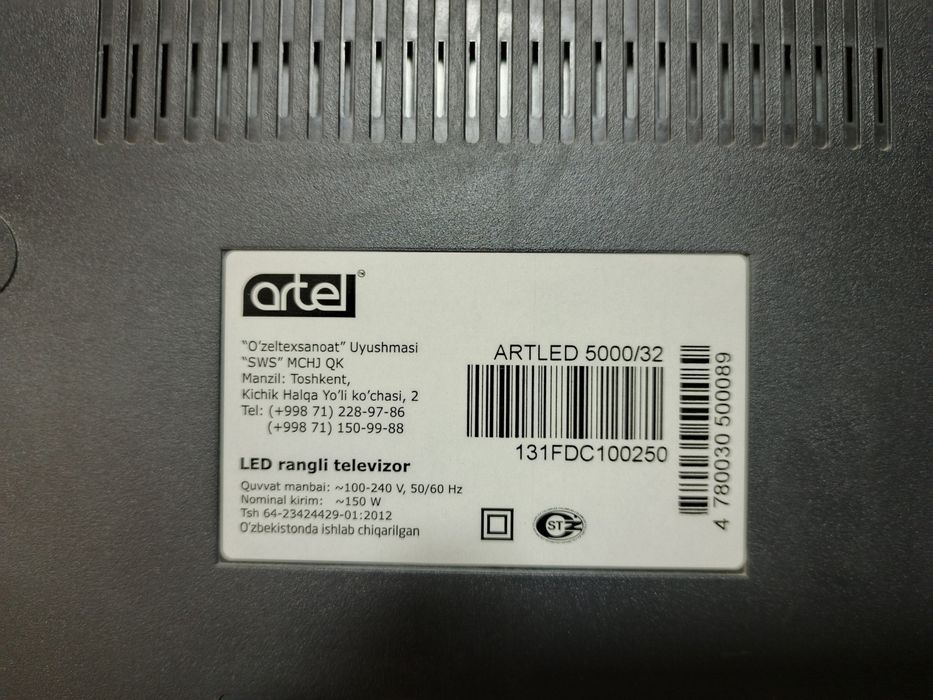 artel™
"O'zeltexsanoat" Uyushmasi
"SWS" MCHJ QK
Manzil: Toshkent,
Kichik Halqa Yo'li ko'chasi, 2
Tel: (+998 71) 228-97-86
(+998 71) 150-99-88
LED rangli televizor
Quvvat manbai: ~100-240 V, 50/60 Hz
Nominal kirim: ~150 W
Tsh 64-23424429-01:2012
O'zbekistonda ishlab chiqarilgan
ARTLED 5000/32
131FDC100250
ST
4 780030 500089